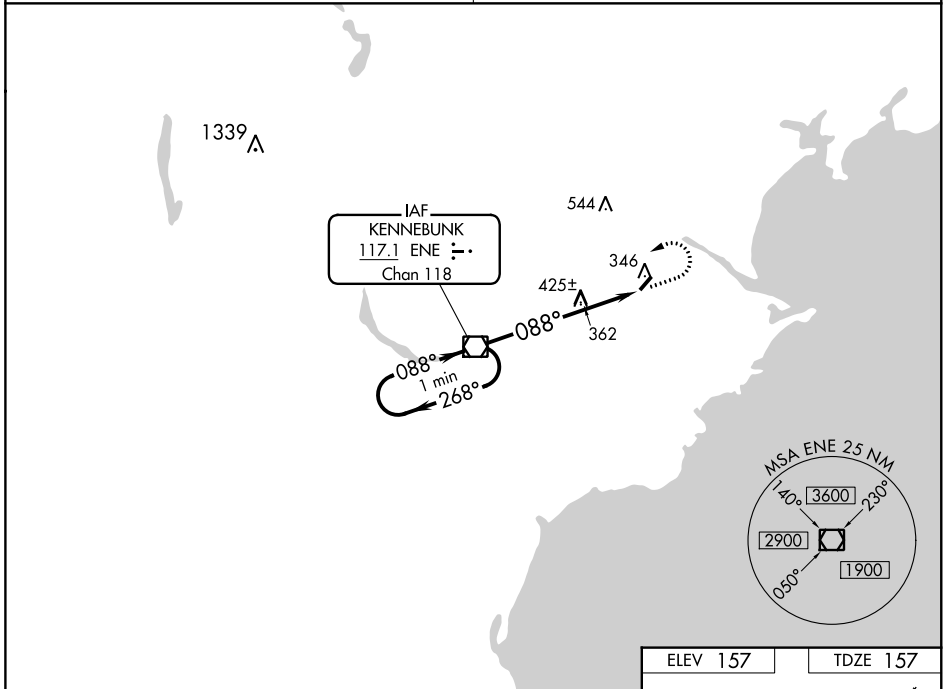 1339
544
IAF
KENNEBUNK
117.1 ENE
Chan 118
346
425±
362
088°
088°
1 min
268°
MSA ENE 25 NM
140°
3600
230°
2900
1900
050°
ELEV 157
TDZE 157